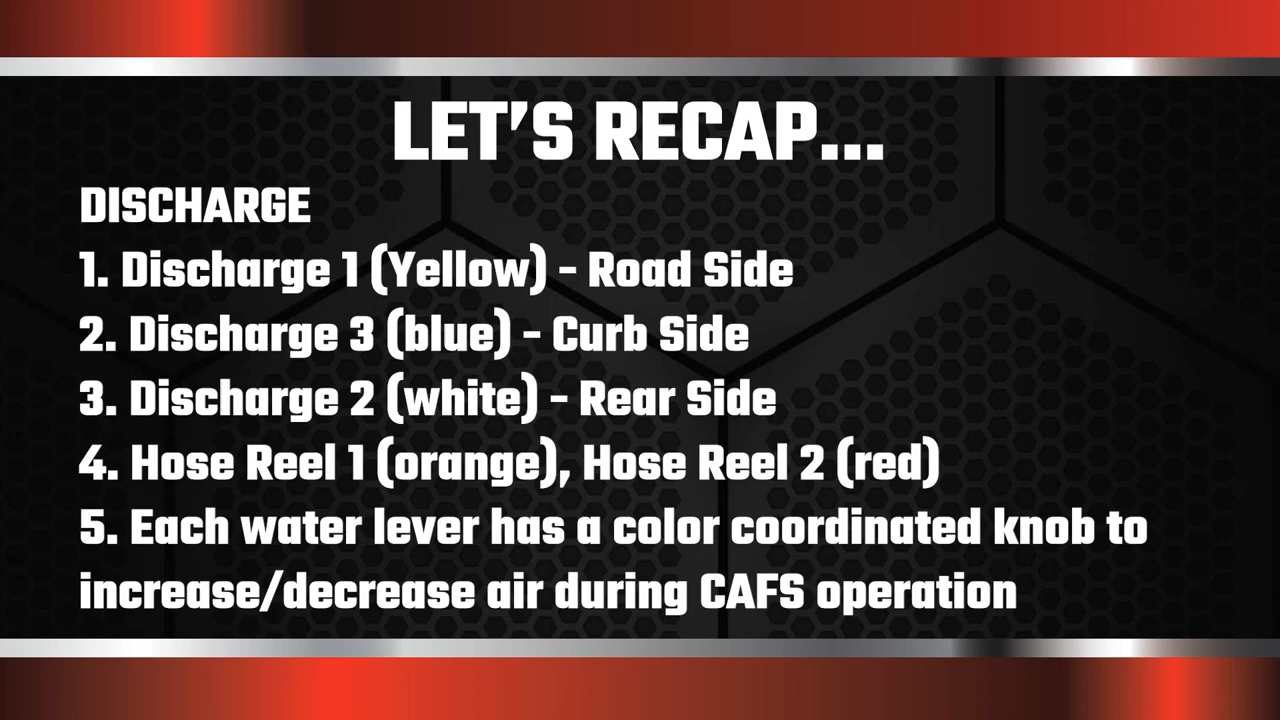 LET'S RECAP...
DISCHARGE
1. Discharge 1 (Yellow) - Road Side
2. Discharge 3 (blue) - Curb Side
3. Discharge 2 (white) - Rear Side
4. Hose Reel 1 (orange), Hose Reel 2 (red)
5. Each water lever has a color coordinated knob to
increase/decrease air during CAFS operation